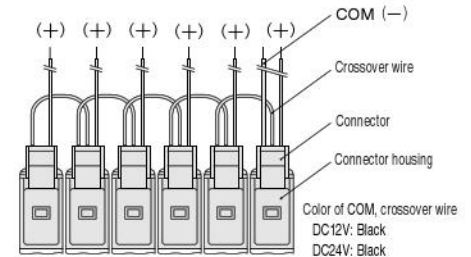 COM (−)
(+) (+) (+) (+) (+) (+)
Crossover wire
Connector
Connector housing
Color of COM, crossover wire
DC12V: Black
DC24V: Black